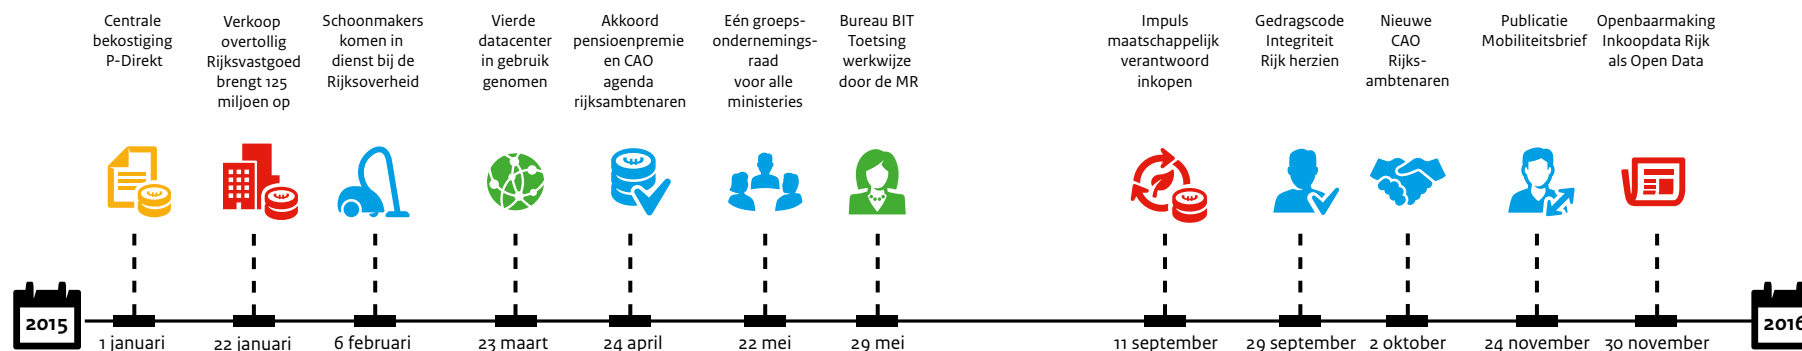 Centrale
bekostiging
P-Direkt
Verkoop
overtollig
Rijksvastgoed
brengt 125
miljoen op
Schoonmakers
komen in
dienst bij de
Rijksoverheid
Vierde
datacenter
in gebruik
genomen
Akkoord
pensioenpremie
en CAO
agenda
rijksambtenaren
Eén groeps-
ondernemings-
raad
voor alle
ministeries
Bureau BIT
Toetsing
werkwijze
door de MR
Impuls
maatschappelijk
verantwoord
inkopen
Gedragscode
Integriteit
Rijk herzien
Nieuwe
CAO
Rijks-
ambtenaren
Publicatie
Mobiliteitsbrief
Openbaarmaking
Inkoopdata Rijk
als Open Data
2015
1 januari
22 januari
6 februari
23 maart
24 april
22 mei
29 mei
11 september
29 september
2 oktober
24 november
30 november
2016